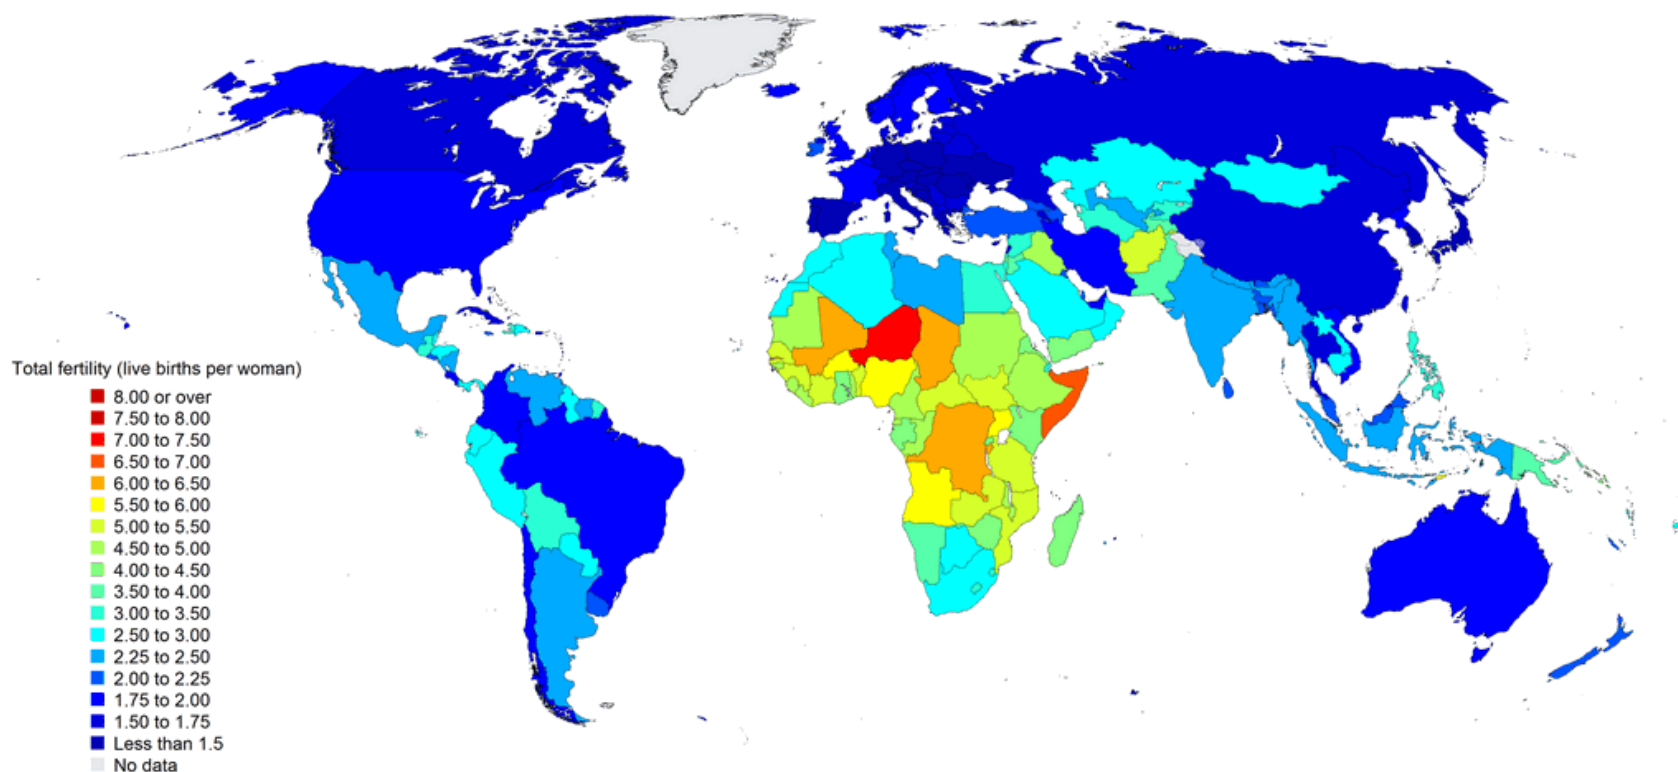 Total fertility (live births per woman)
8.00 or over
7.50 to 8.00
7.00 to 7.50
6.50 to 7.00
6.00 to 6.50
5.50 to 6.00
5.00 to 5.50
4.50 to 5.00
4.00 to 4.50
3.50 to 4.00
3.00 to 3.50
2.50 to 3.00
2.25 to 2.50
2.00 to 2.25
1.75 to 2.00
1.50 to 1.75
Less than 1.5
No data